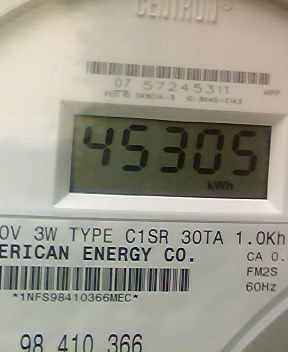 CENTRON
07 57245311
45305
kWh
0V 3W TYPE C1SR 30TA 1.0Kh
ERICAN ENERGY CO.
CA 0.
FM2S
*1NFS98410366MEC*
60Hz
98 410 366